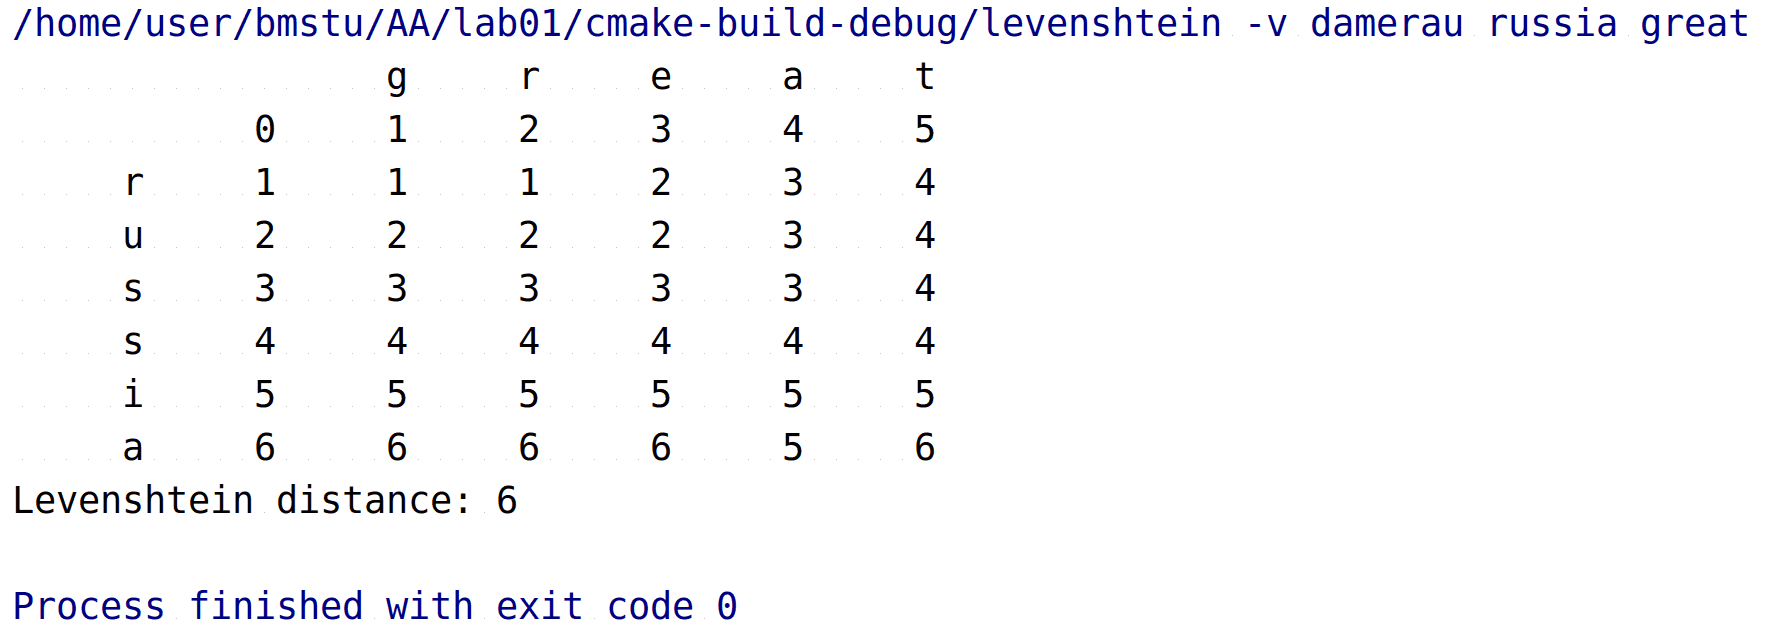 /home/user/bmstu/AA/lab01/cmake-build-debug/levenshtein -v damerau russia great
g r e a t
0 1 2 3 4 5
r 1 1 1 2 3 4
u 2 2 2 2 3 4
s 3 3 3 3 3 4
s 4 4 4 4 4 4
i 5 5 5 5 5 5
a 6 6 6 6 5 6
Levenshtein distance: 6
Process finished with exit code 0